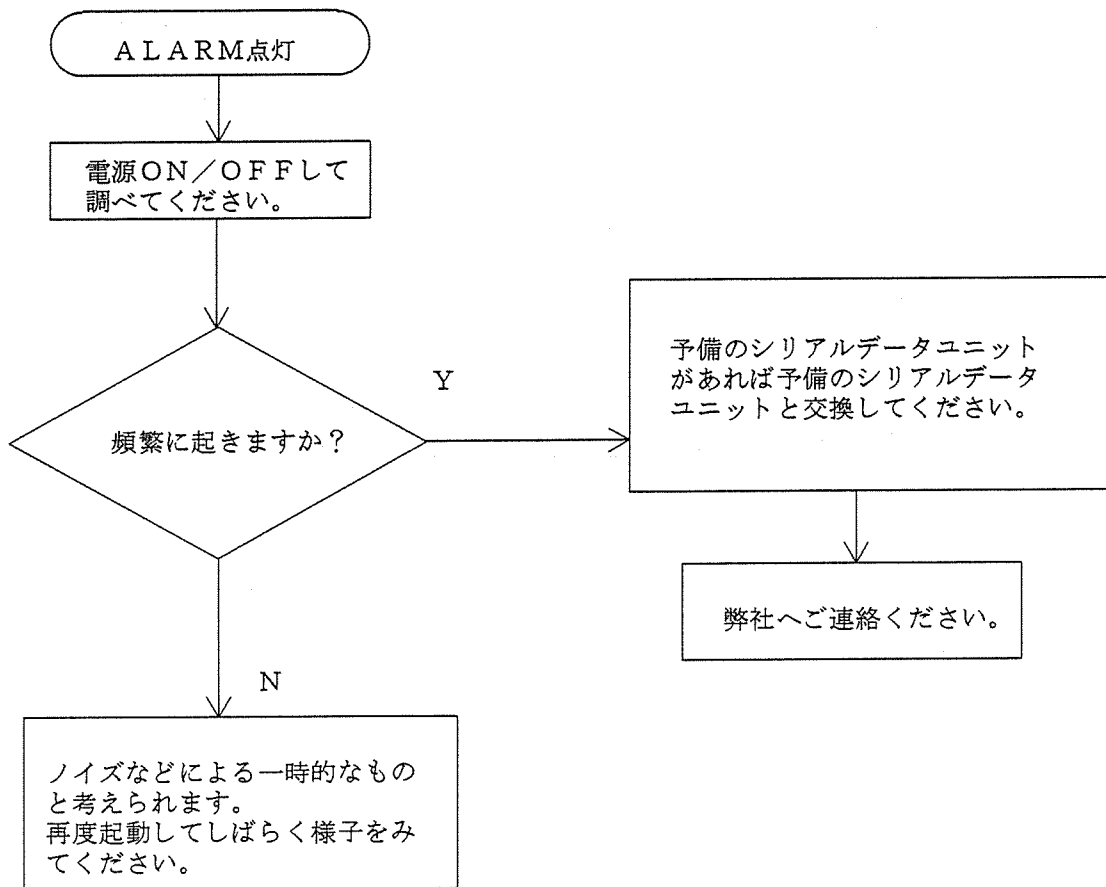 ＡＬＡＲＭ点灯
電源ＯＮ／ＯＦＦして
調べてください。
頻繁に起きますか？
Ｙ
予備のシリアルデータユニット
があれば予備のシリアルデータ
ユニットと交換してください。
弊社へご連絡ください。
Ｎ
ノイズなどによる一時的なもの
と考えられます。
再度起動してしばらく様子をみ
てください。